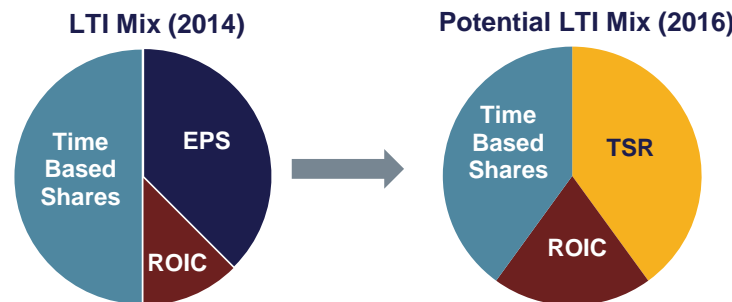 LTI Mix (2014)
Time
Based
Shares
EPS
ROIC
Potential LTI Mix (2016)
Time
Based
Shares
TSR
ROIC